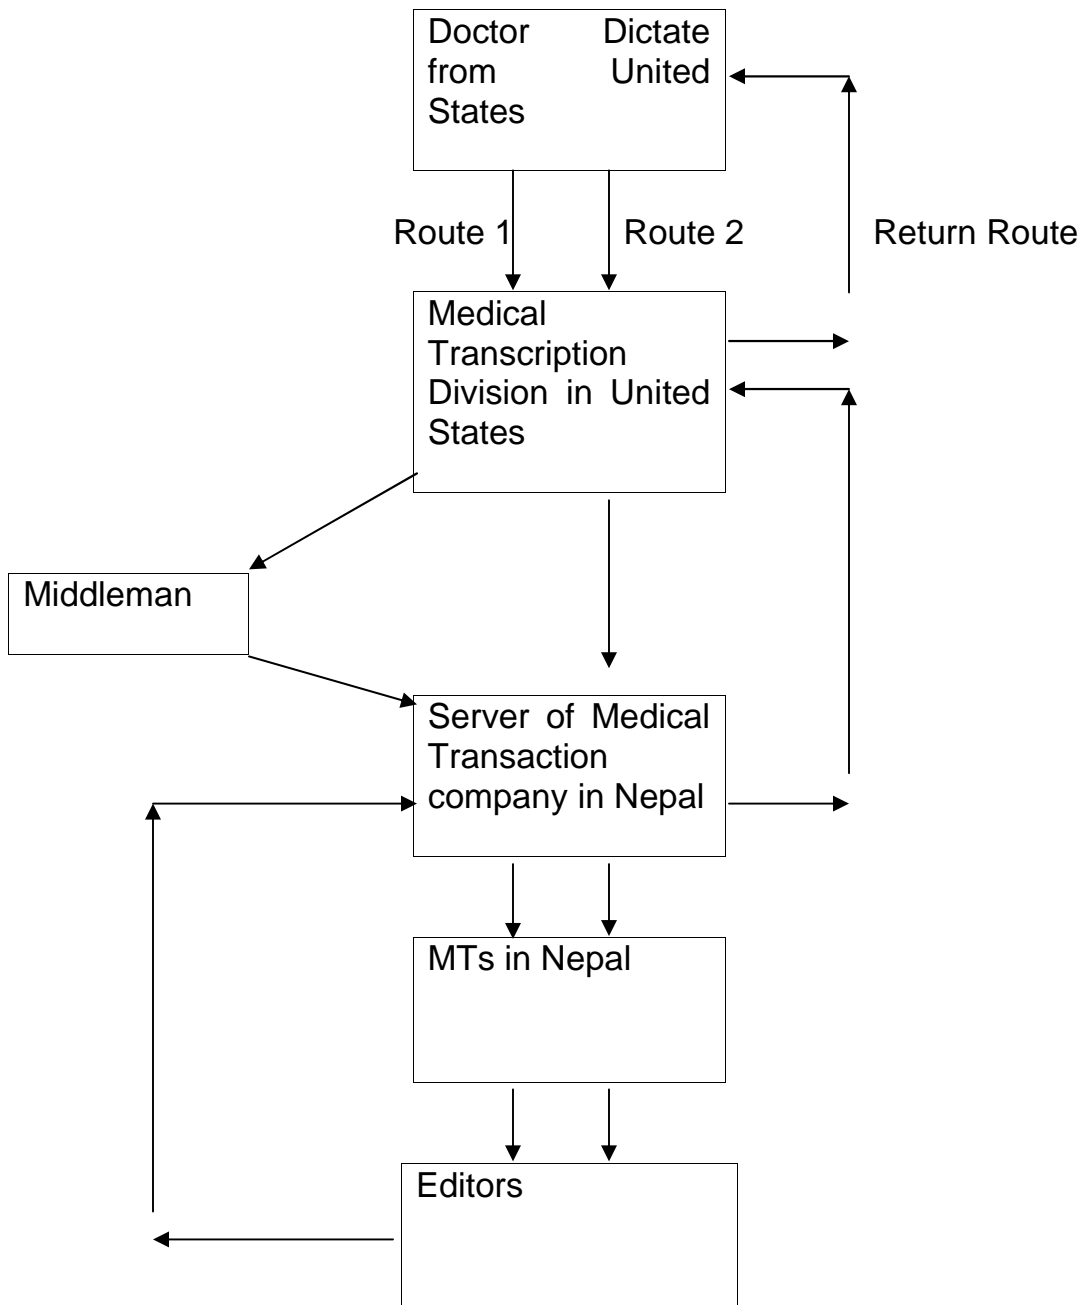 Doctor Dictate
from United
States
Route 1
Route 2
Return Route
Medical
Transcription
Division in United
States
Middleman
Server of Medical
Transaction
company in Nepal
MTs in Nepal
Editors